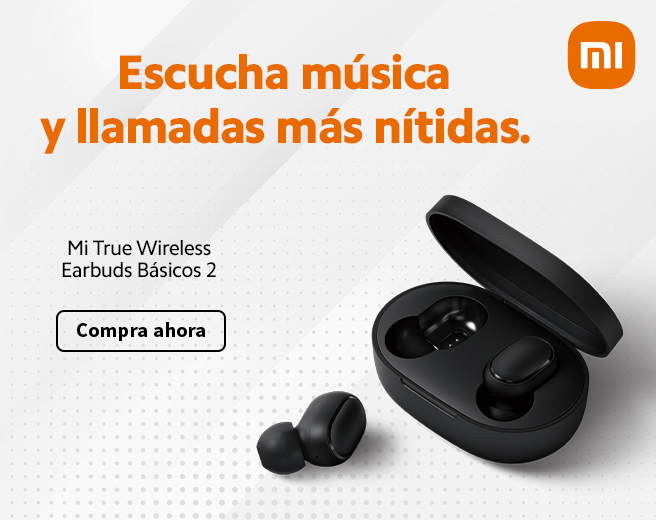 mi
Escucha música
y llamadas más nítidas.
Mi True Wireless
Earbuds Básicos 2
Compra ahora